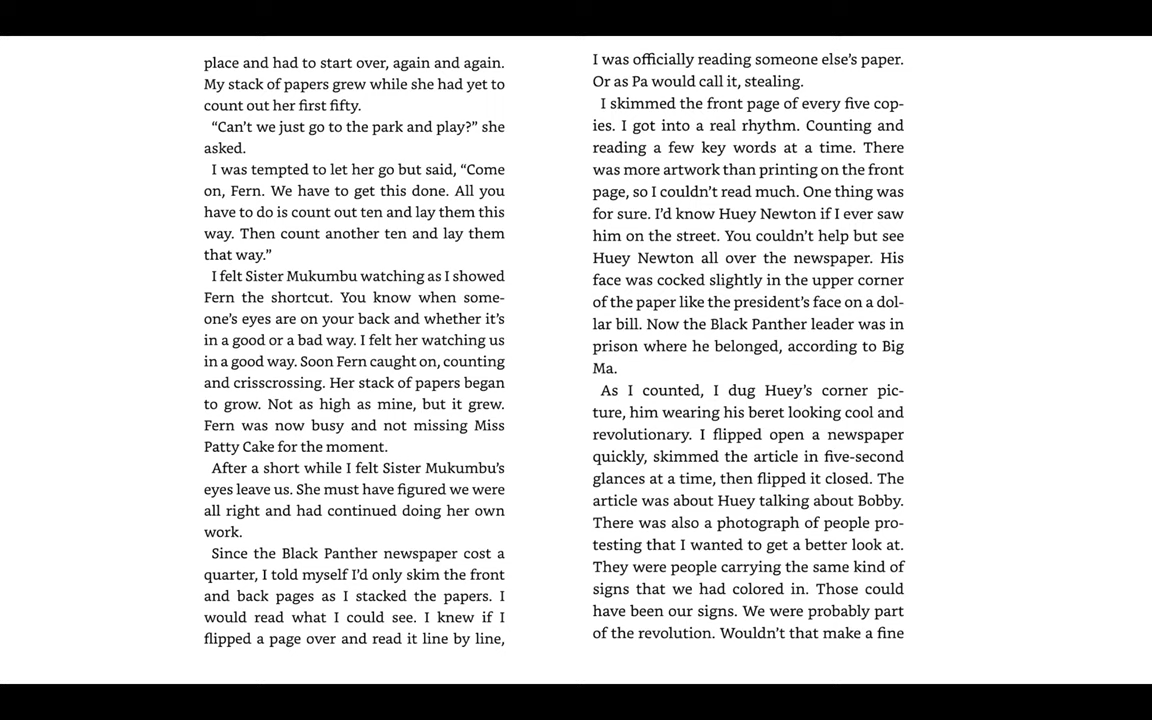 place and had to start over, again and again.
My stack of papers grew while she had yet to
count out her first fifty.
“Can’t we just go to the park and play?” she
asked.
I was tempted to let her go but said, “Come
on, Fern. We have to get this done. All you
have to do is count out ten and lay them this
way. Then count another ten and lay them
that way.”
I felt Sister Mukumbu watching as I showed
Fern the shortcut. You know when some-
one’s eyes are on your back and whether it’s
in a good or a bad way. I felt her watching us
in a good way. Soon Fern caught on, counting
and crisscrossing. Her stack of papers began
to grow. Not as high as mine, but it grew.
Fern was now busy and not missing Miss
Patty Cake for the moment.
After a short while I felt Sister Mukumbu’s
eyes leave us. She must have figured we were
all right and had continued doing her own
work.
Since the Black Panther newspaper cost a
quarter, I told myself I’d only skim the front
and back pages as I stacked the papers. I
would read what I could see. I knew if I
flipped a page over and read it line by line,
I was officially reading someone else’s paper.
Or as Pa would call it, stealing.
I skimmed the front page of every five cop-
ies. I got into a real rhythm. Counting and
reading a few key words at a time. There
was more artwork than printing on the front
page, so I couldn’t read much. One thing was
for sure. I’d know Huey Newton if I ever saw
him on the street. You couldn’t help but see
Huey Newton all over the newspaper. His
face was cocked slightly in the upper corner
of the paper like the president’s face on a dol-
lar bill. Now the Black Panther leader was in
prison where he belonged, according to Big
Ma.
As I counted, I dug Huey’s corner pic-
ture, him wearing his beret looking cool and
revolutionary. I flipped open a newspaper
quickly, skimmed the article in five-second
glances at a time, then flipped it closed. The
article was about Huey talking about Bobby.
There was also a photograph of people pro-
testing that I wanted to get a better look at.
They were people carrying the same kind of
signs that we had colored in. Those could
have been our signs. We were probably part
of the revolution. Wouldn’t that make a fine